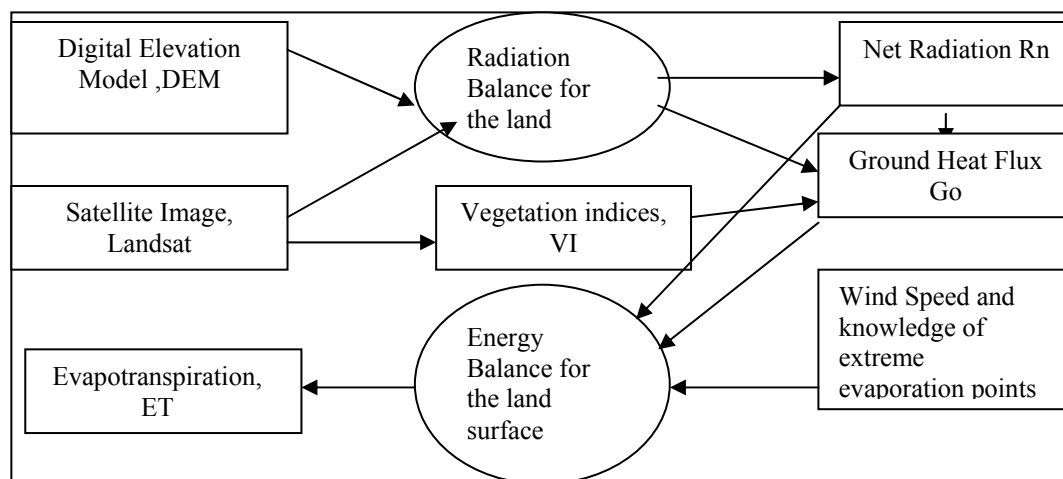 Digital Elevation
Model ,DEM
Radiation
Balance for
the land
Net Radiation Rn
Ground Heat Flux
Go
Satellite Image,
Landsat
Vegetation indices,
VI
Wind Speed and
knowledge of
extreme
evaporation points
Energy
Balance for
the land
surface
Evapotranspiration,
ET